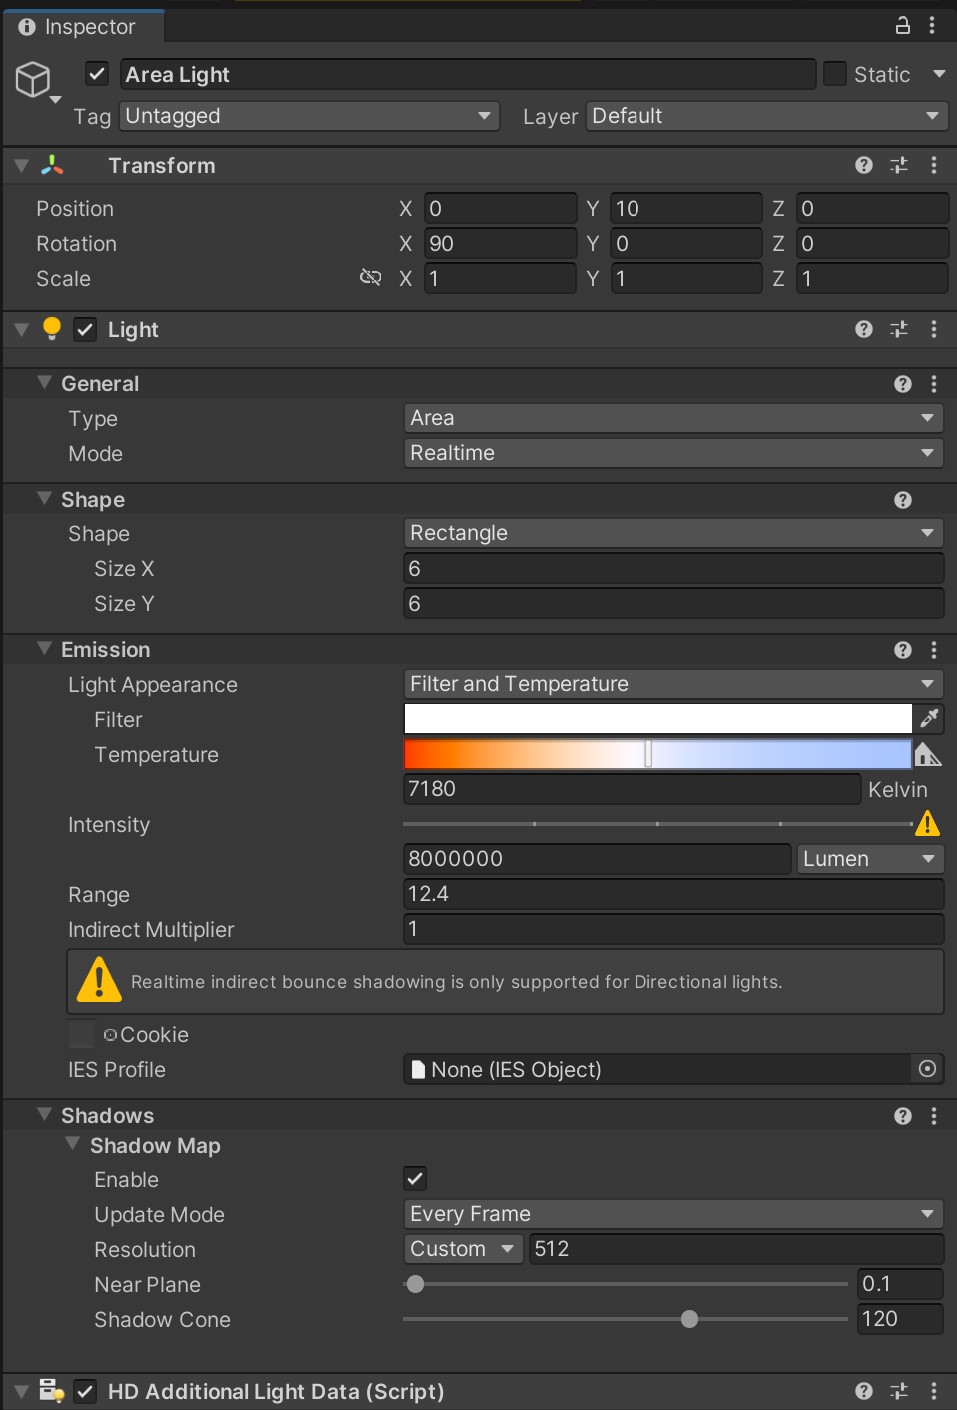 Inspector
Area Light Static
Tag Untagged Layer Default
Transform
Position X 0 Y 10 Z 0
Rotation X 90 Y 0 Z 0
Scale X 1 Y 1 Z 1
Light
General
Type Area
Mode Realtime
Shape
Shape Rectangle
Size X 6
Size Y 6
Emission
Light Appearance Filter and Temperature
Filter
Temperature
7180 Kelvin
Intensity
8000000 Lumen
Range 12.4
Indirect Multiplier 1
Realtime indirect bounce shadowing is only supported for Directional lights.
Cookie
IES Profile None (IES Object)
Shadows
Shadow Map
Enable
Update Mode Every Frame
Resolution Custom 512
Near Plane 0.1
Shadow Cone 120
HD Additional Light Data (Script)